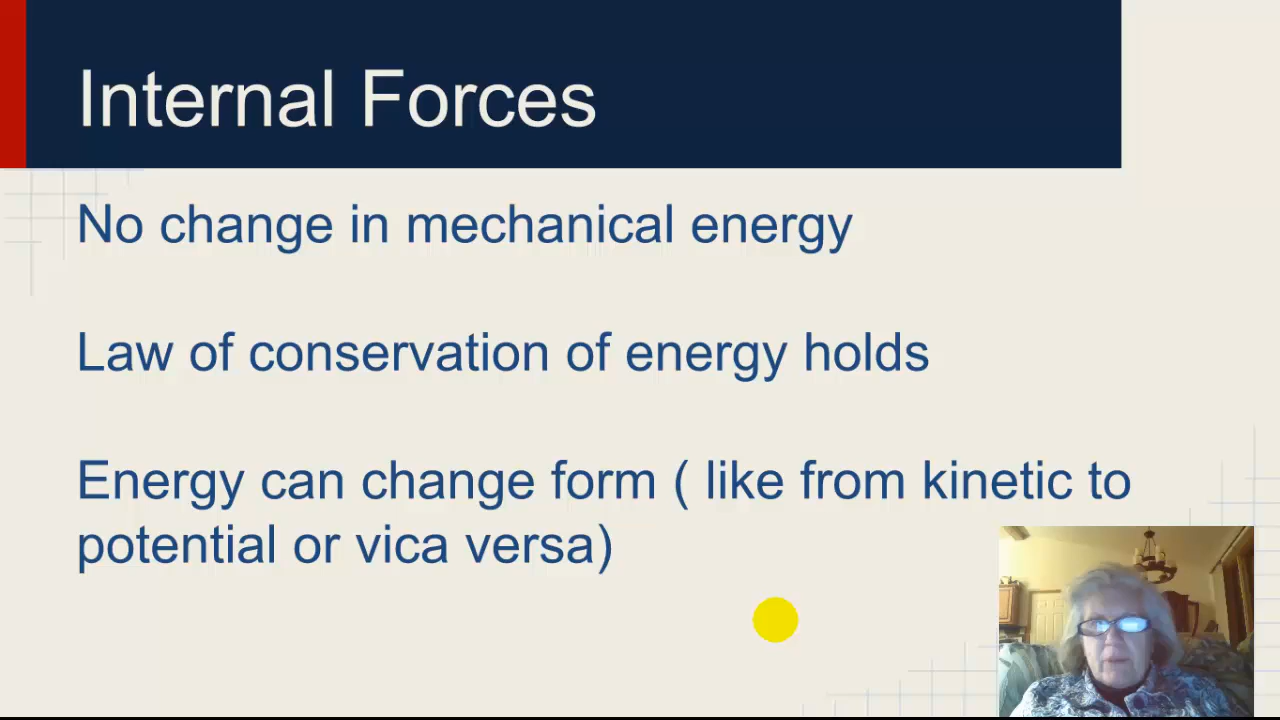 Internal Forces
No change in mechanical energy
Law of conservation of energy holds
Energy can change form ( like from kinetic to
potential or vica versa)